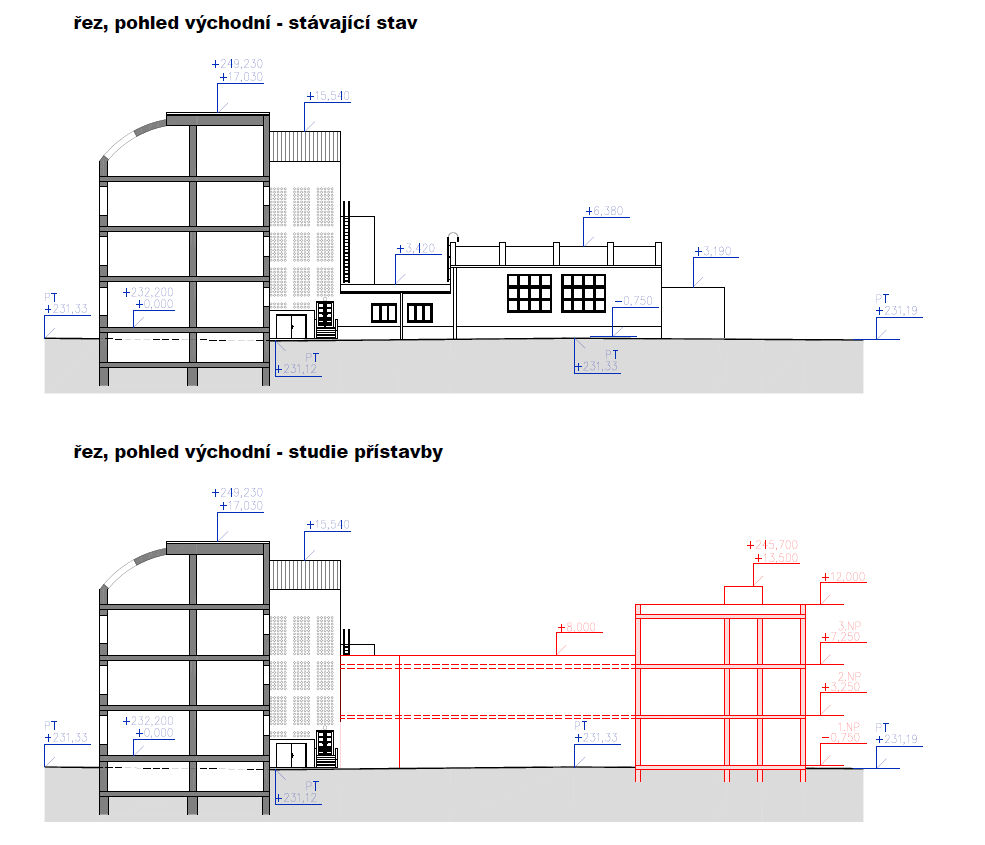 řez, pohled východní - stávající stav
+249,230
+17,030
+15,540
+6,380
+3,420
+3,190
+232,200
+0,000
PT
+231,33
-0,750
PT
+231,19
PT
+231,12
PT
+231,33
řez, pohled východní - studie přístavby
+249,230
+17,030
+15,540
+245,700
+13,500
+12,000
+8,000
3.NP
+7,250
2.NP
+3,250
+232,200
+0,000
PT
+231,33
PT
+231,33
1.NP
-0,750
PT
+231,19
PT
+231,12